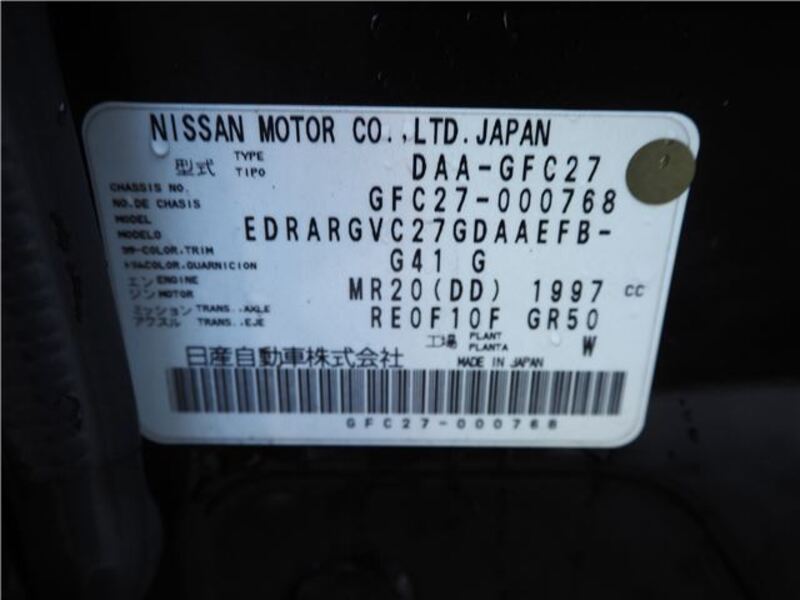 NISSAN MOTOR CO.,LTD.JAPAN
型式 TYPE TIPO DAA-GFC27
CHASSIS NO. NO.DE CHASIS GFC27-000768
MODEL MODELO EDRARGVC27GDAAEFB-
COLOR,TRIM COLOR.GUARNICION G41 G
エンジン ENGINE MOTOR MR20(DD) 1997 CC
ミッション アクスル TRANS..AXLE TRANS..EJE RE0F10F GR50
工場 PLANT PLANTA W
日産自動車株式会社 MADE IN JAPAN
GFC27-000768